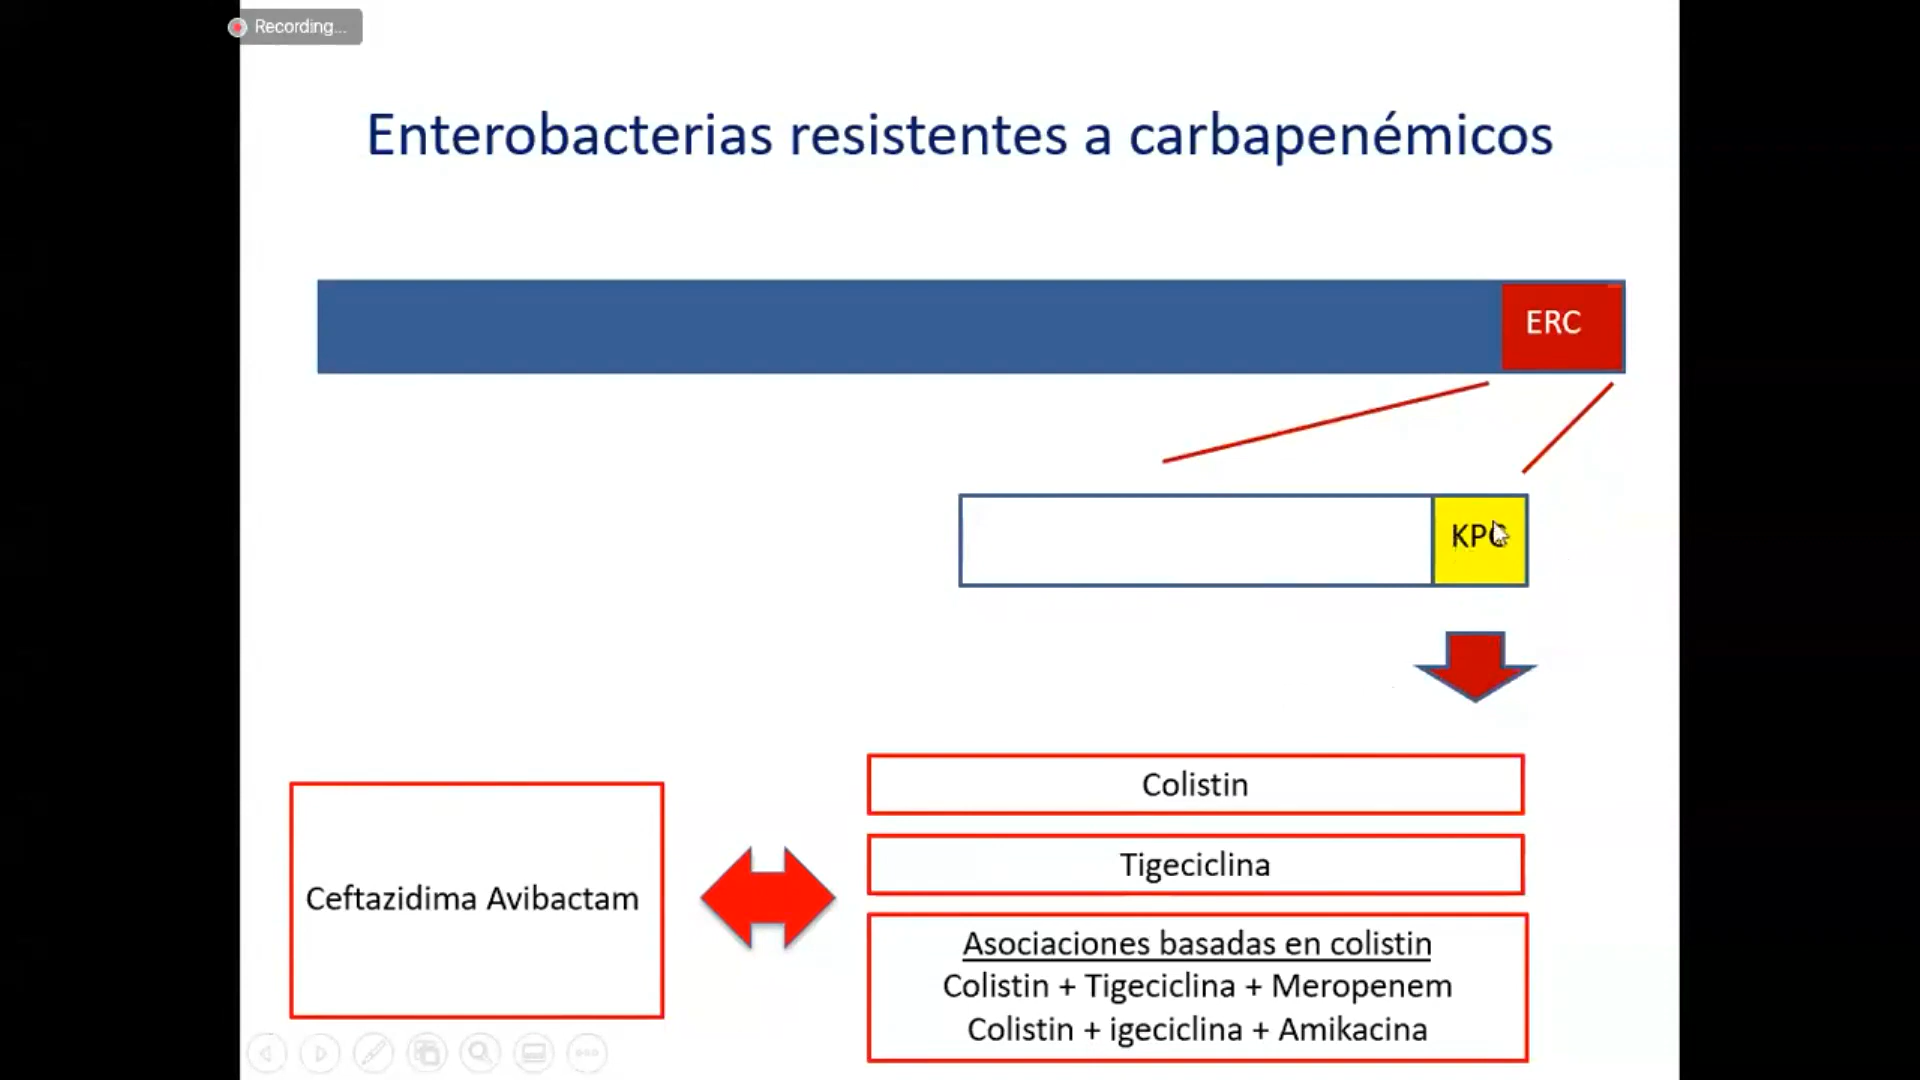 Recording...
Enterobacterias resistentes a carbapenémicos
ERC
KPC
Colistin
Tigeciclina
Ceftazidima Avibactam
Asociaciones basadas en colistin
Colistin + Tigeciclina + Meropenem
Colistin + igeciclina + Amikacina